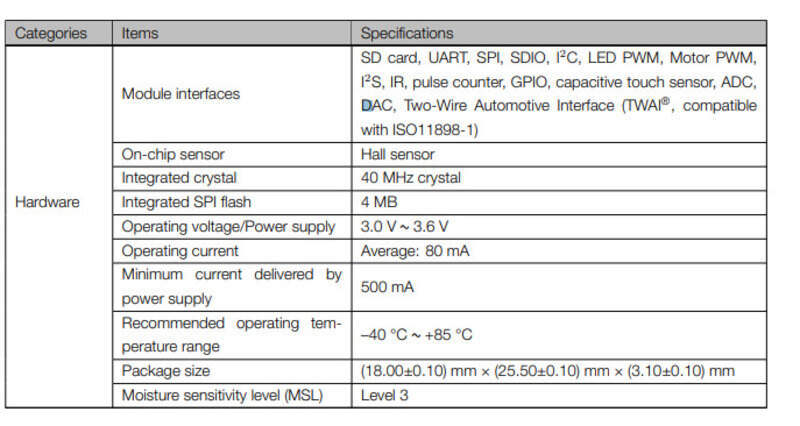 Categories Items Specifications
Hardware
Module interfaces
SD card, UART, SPI, SDIO, I²C, LED PWM, Motor PWM,
I²S, IR, pulse counter, GPIO, capacitive touch sensor, ADC,
DAC, Two-Wire Automotive Interface (TWAI®, compatible
with ISO11898-1)
On-chip sensor Hall sensor
Integrated crystal 40 MHz crystal
Integrated SPI flash 4 MB
Operating voltage/Power supply 3.0 V ~ 3.6 V
Operating current Average: 80 mA
Minimum current delivered by
power supply
500 mA
Recommended operating tem-
perature range
–40 °C ~ +85 °C
Package size (18.00±0.10) mm × (25.50±0.10) mm × (3.10±0.10) mm
Moisture sensitivity level (MSL) Level 3